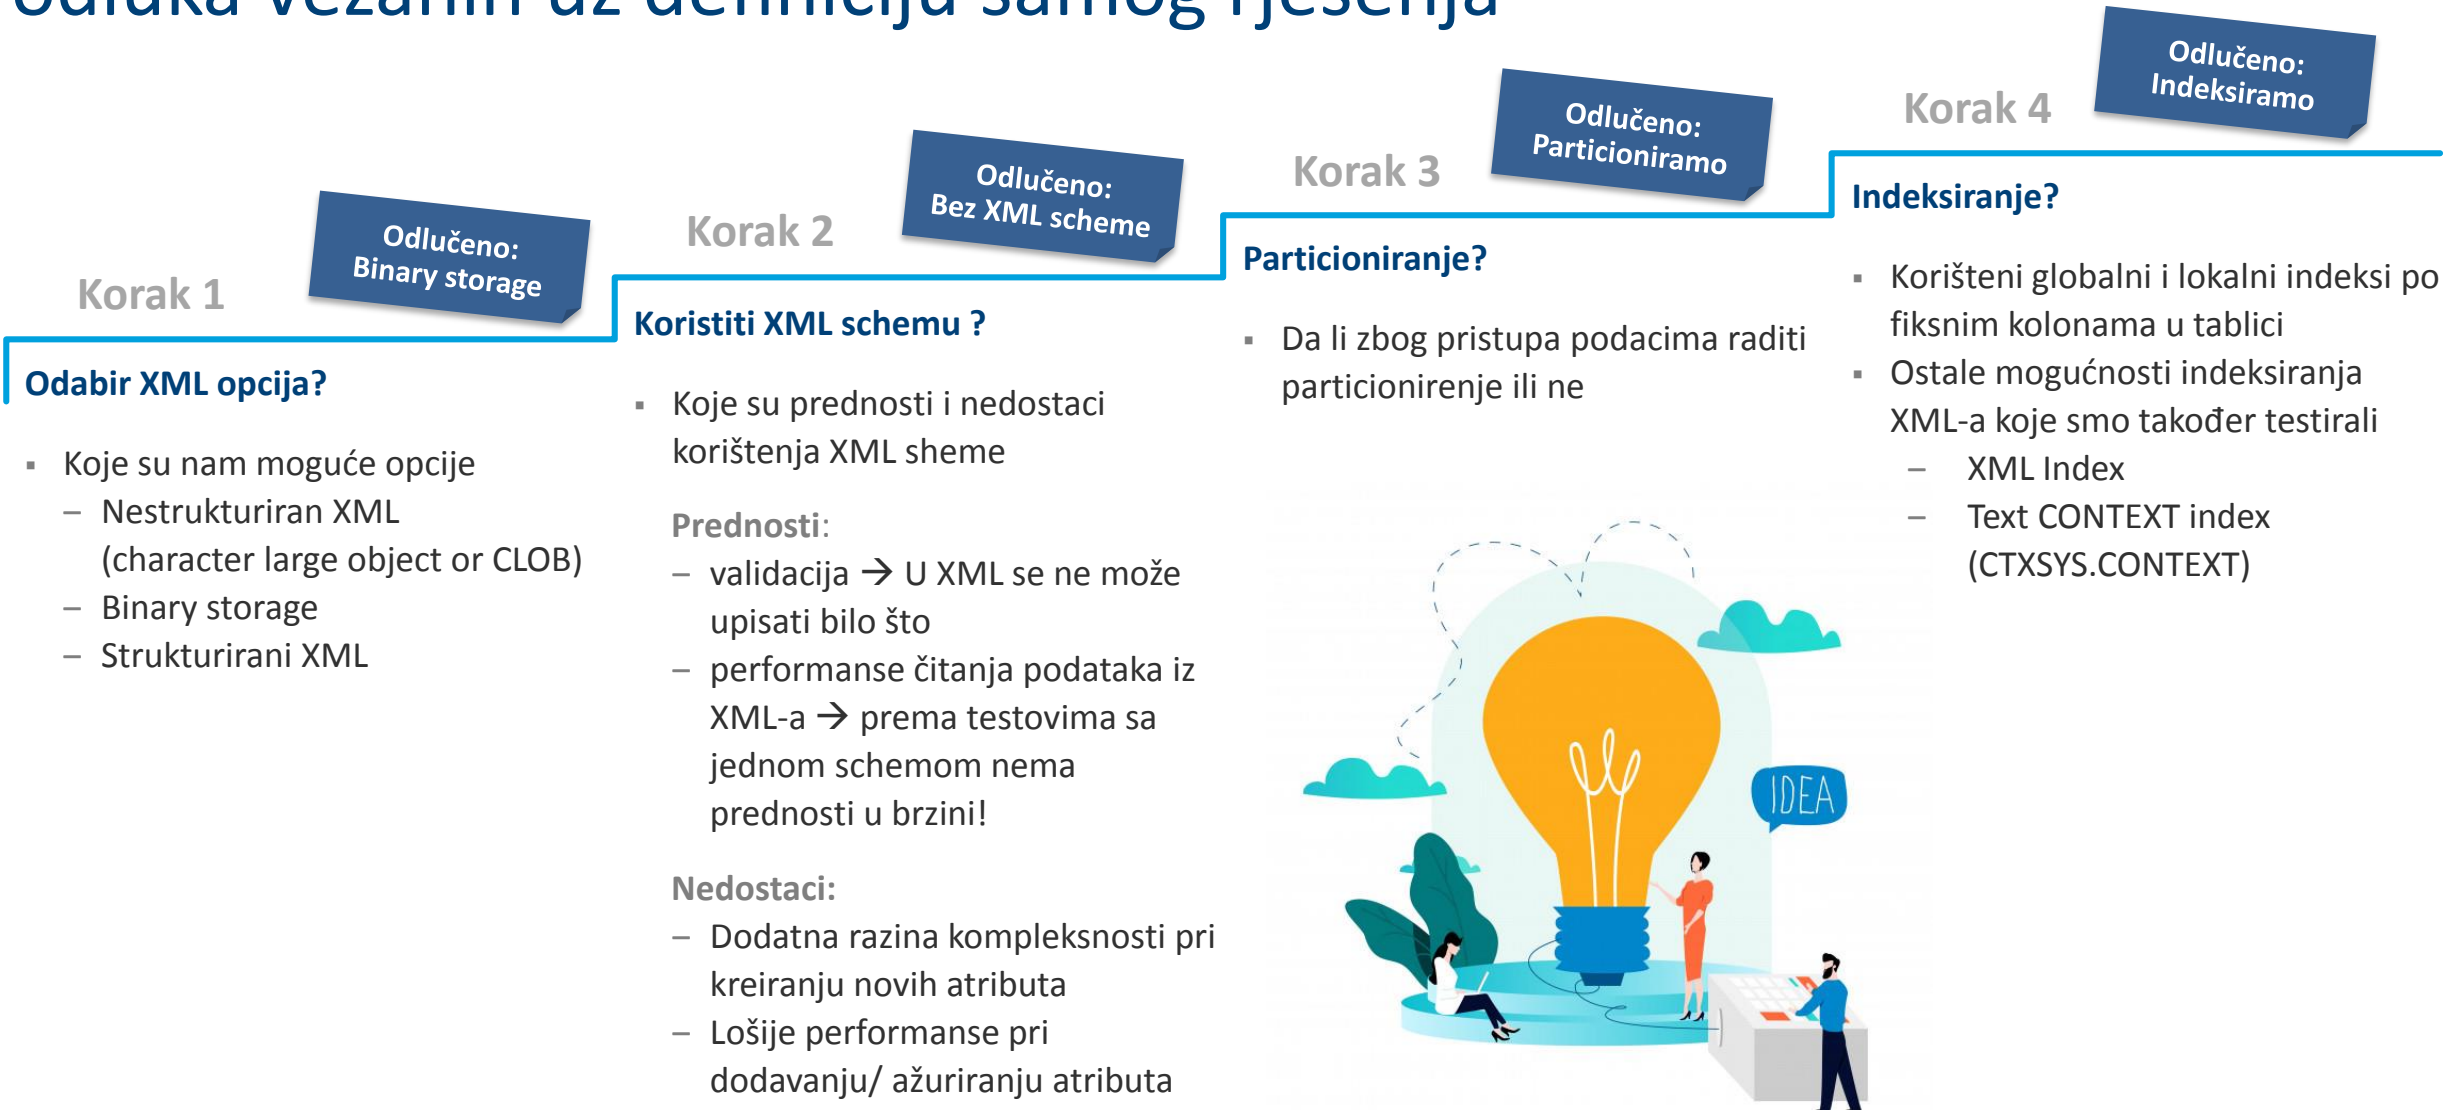 odluka vezanih uz definiciju samog rješenja
Korak 1
Odlučeno:
Binary storage
Odabir XML opcija?
▪ Koje su nam moguće opcije
– Nestrukturiran XML
(character large object or CLOB)
– Binary storage
– Strukturirani XML
Korak 2
Odlučeno:
Bez XML scheme
Koristiti XML schemu ?
▪ Koje su prednosti i nedostaci
korištenja XML sheme
Prednosti:
– validacija → U XML se ne može
upisati bilo što
– performanse čitanja podataka iz
XML-a → prema testovima sa
jednom schemom nema
prednosti u brzini!
Nedostaci:
– Dodatna razina kompleksnosti pri
kreiranju novih atributa
– Lošije performanse pri
dodavanju/ ažuriranju atributa
Korak 3
Odlučeno:
Particioniramo
Particioniranje?
▪ Da li zbog pristupa podacima raditi
particionirenje ili ne
IDEA
Korak 4
Odlučeno:
Indeksiramo
Indeksiranje?
▪ Korišteni globalni i lokalni indeksi po
fiksnim kolonama u tablici
▪ Ostale mogućnosti indeksiranja
XML-a koje smo također testirali
– XML Index
– Text CONTEXT index
(CTXSYS.CONTEXT)